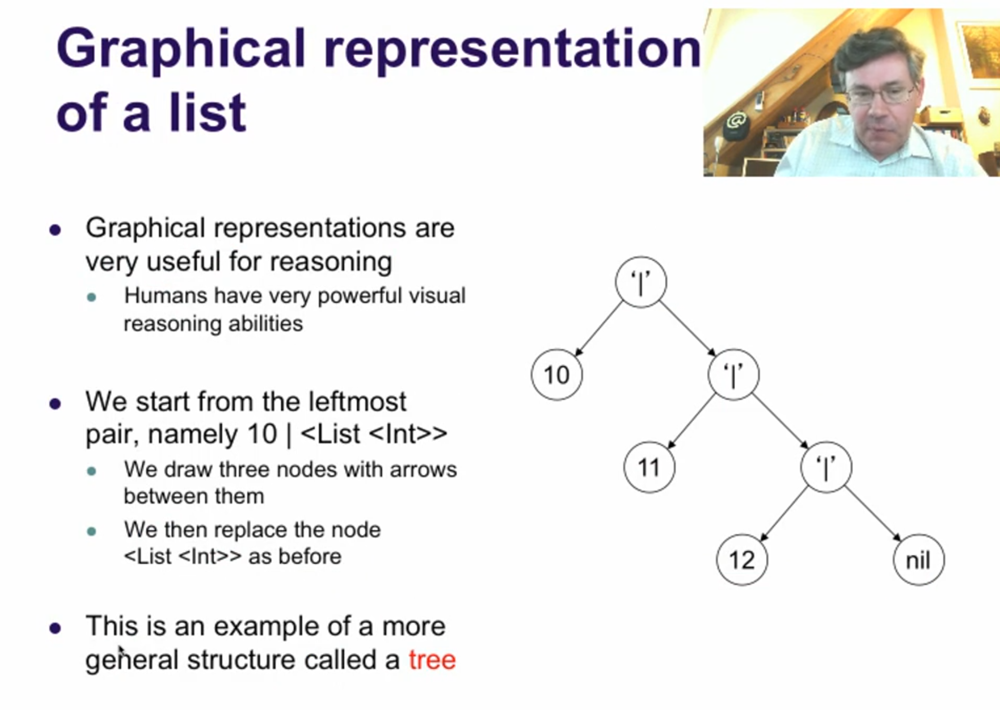 Graphical representation
of a list
@
Graphical representations are
very useful for reasoning
Humans have very powerful visual
reasoning abilities
We start from the leftmost
pair, namely 10 | <List <Int>>
We draw three nodes with arrows
between them
We then replace the node
<List <Int>> as before
This is an example of a more
general structure called a tree
‘|’
10
‘|’
11
‘|’
12
nil